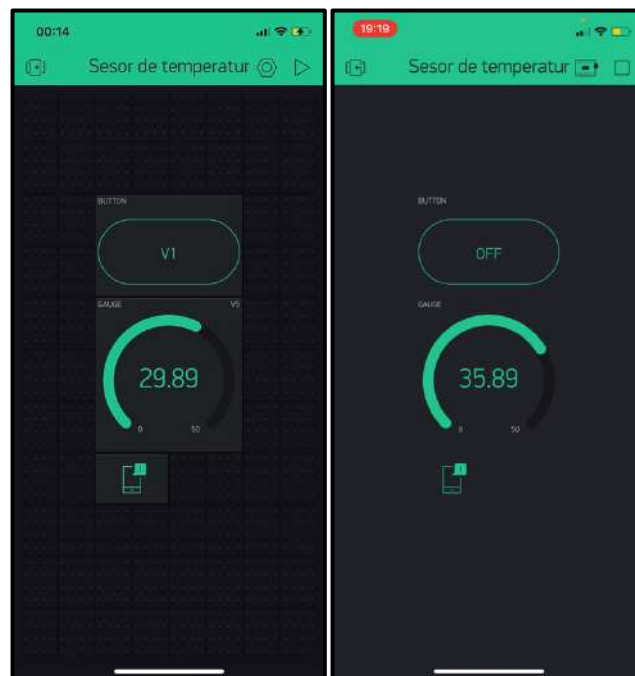 00:14
Sesor de temperatur
BUTTON
V1
GAUGE V5
29.89
0 50
19:19
Sesor de temperatur
BUTTON
OFF
GAUGE
35.89
0 50